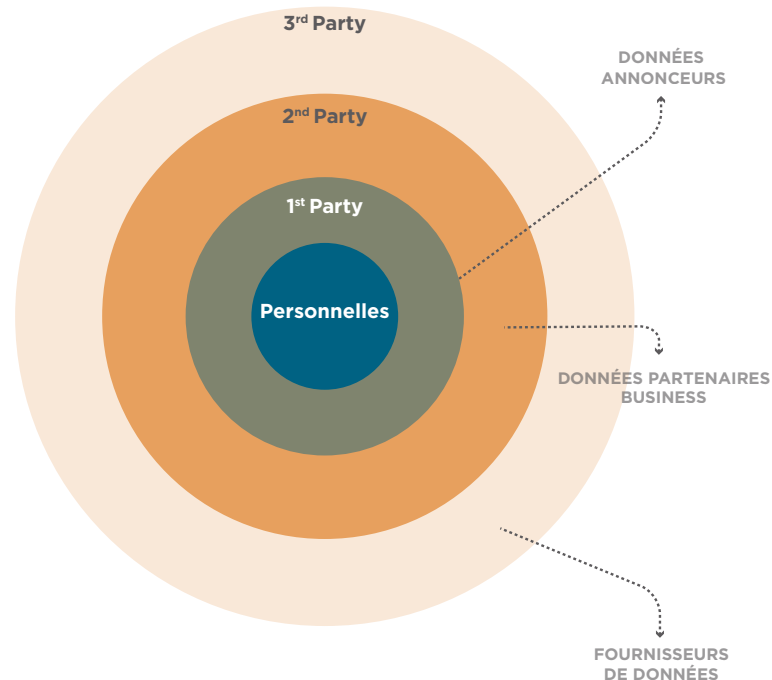 3rd Party
DONNÉES
ANNONCEURS
2nd Party
1st Party
Personnelles
DONNÉES PARTENAIRES
BUSINESS
FOURNISSEURS
DE DONNÉES